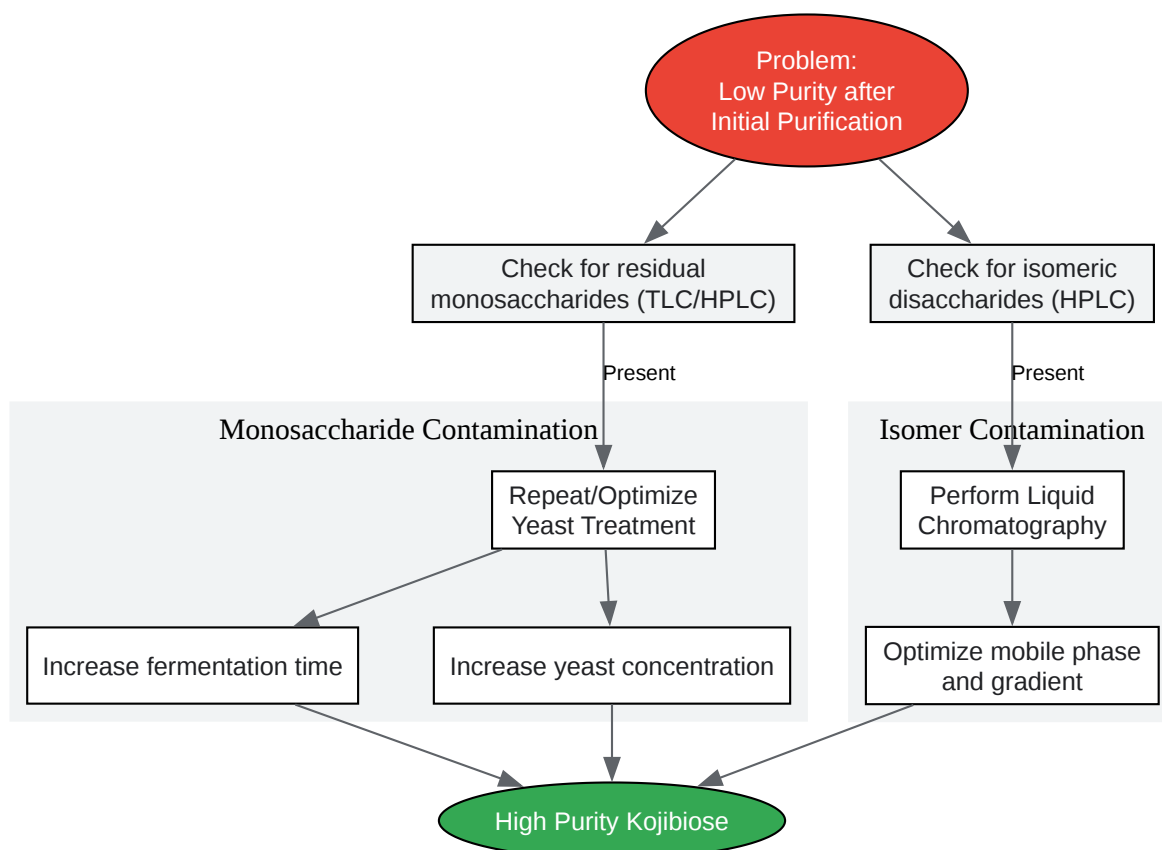 Problem:
Low Purity after
Initial Purification
Check for residual
monosaccharides (TLC/HPLC)
Check for isomeric
disaccharides (HPLC)
Present
Present
Monosaccharide Contamination
Isomer Contamination
Repeat/Optimize
Yeast Treatment
Perform Liquid
Chromatography
Increase fermentation time
Increase yeast concentration
Optimize mobile phase
and gradient
High Purity Kojibiose